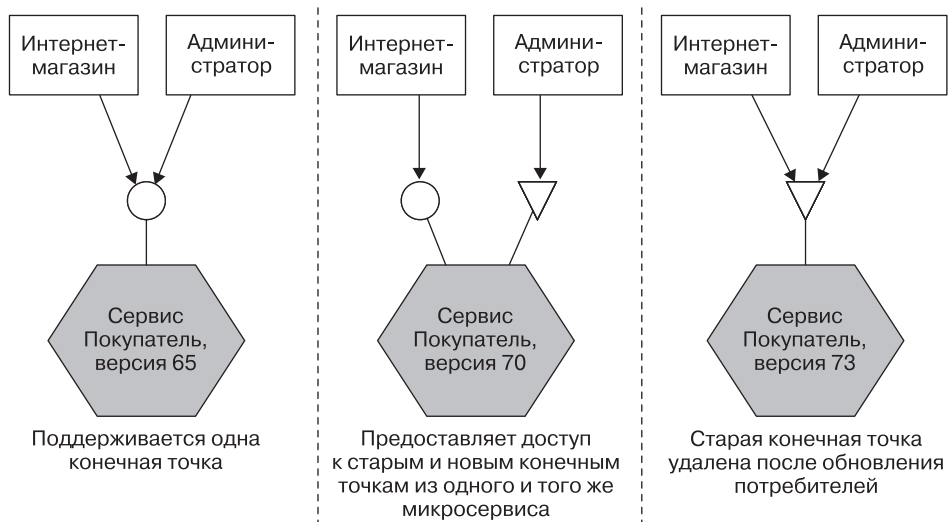 Интернет-
магазин
Админи-
стратор
Сервис
Покупатель,
версия 65
Поддерживается одна
конечная точка
Интернет-
магазин
Админи-
стратор
Сервис
Покупатель,
версия 70
Предоставляет доступ
к старым и новым конечным
точкам из одного и того же
микросервиса
Интернет-
магазин
Админи-
стратор
Сервис
Покупатель,
версия 73
Старая конечная точка
удалена после обновления
потребителей